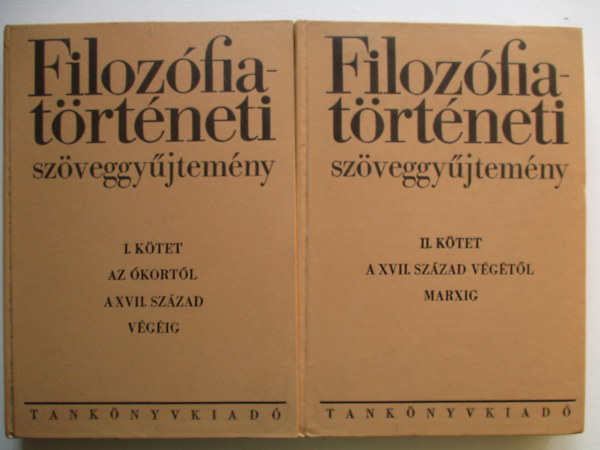 Filozófia-
történeti
szöveggyűjtemény
I. KÖTET
AZ ÓKORTÓL
A XVII. SZÁZAD
VÉGÉIG
TANKÖNYVKIADÓ
Filozófia-
történeti
szöveggyűjtemény
II. KÖTET
A XVII. SZÁZAD VÉGÉTŐL
MARXIG
TANKÖNYVKIADÓ